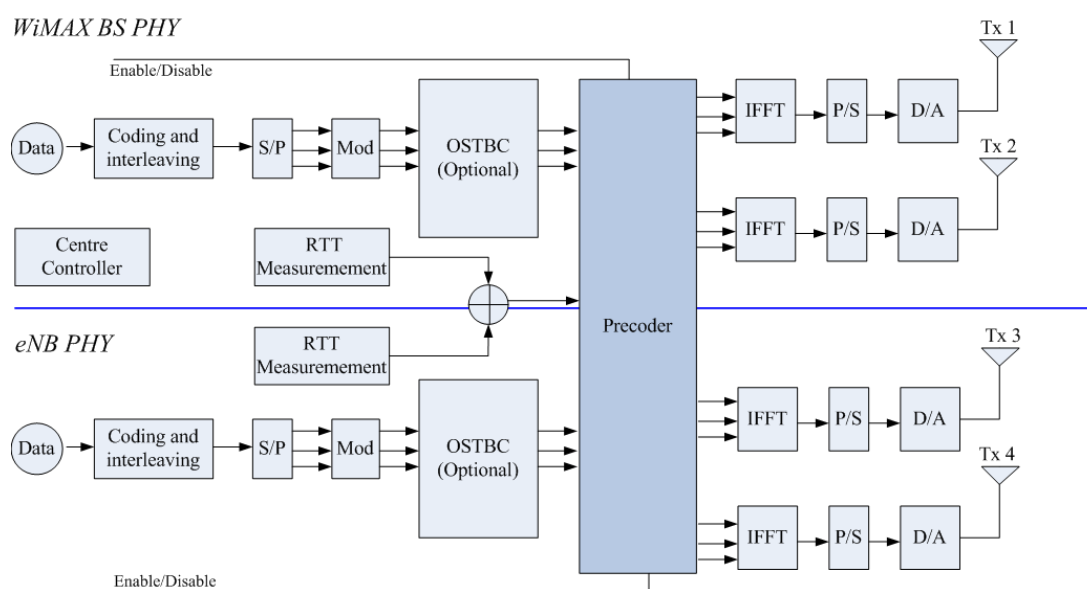 WiMAX BS PHY
Tx 1
Enable/Disable
Data
Coding and
interleaving
S/P
Mod
OSTBC
(Optional)
IFFT
P/S
D/A
Tx 2
IFFT
P/S
D/A
Centre
Controller
RTT
Measuremement
Precoder
eNB PHY
RTT
Measuremement
Tx 3
Data
Coding and
interleaving
S/P
Mod
OSTBC
(Optional)
IFFT
P/S
D/A
Tx 4
IFFT
P/S
D/A
Enable/Disable